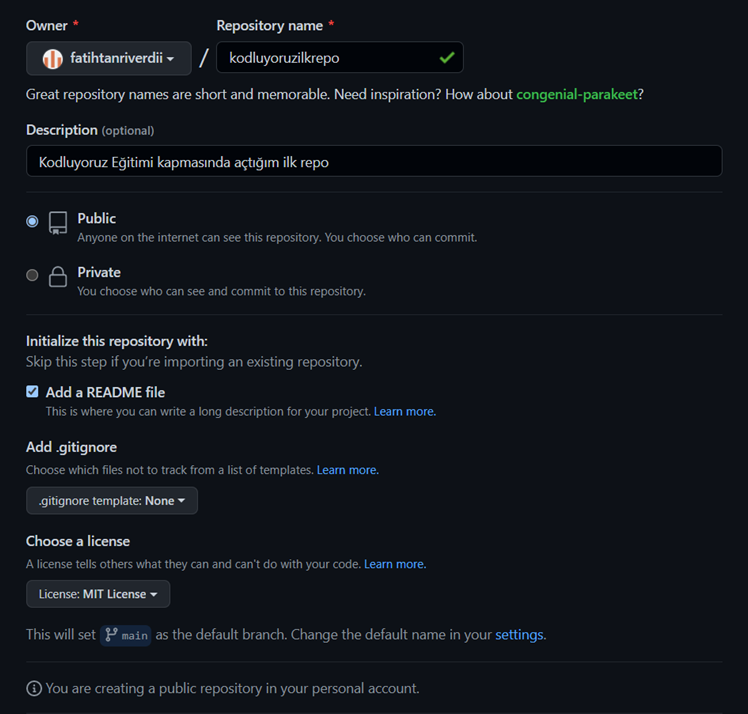 Owner * Repository name *
fatihtanriverdii / kodluyoruzilkrepo
Great repository names are short and memorable. Need inspiration? How about congenial-parakeet?
Description (optional)
Kodluyoruz Eğitimi kapmasında açtığım ilk repo
Public
Anyone on the internet can see this repository. You choose who can commit.
Private
You choose who can see and commit to this repository.
Initialize this repository with:
Skip this step if you're importing an existing repository.
Add a README file
This is where you can write a long description for your project. Learn more.
Add .gitignore
Choose which files not to track from a list of templates. Learn more.
.gitignore template: None
Choose a license
A license tells others what they can and can't do with your code. Learn more.
License: MIT License
This will set main as the default branch. Change the default name in your settings.
You are creating a public repository in your personal account.